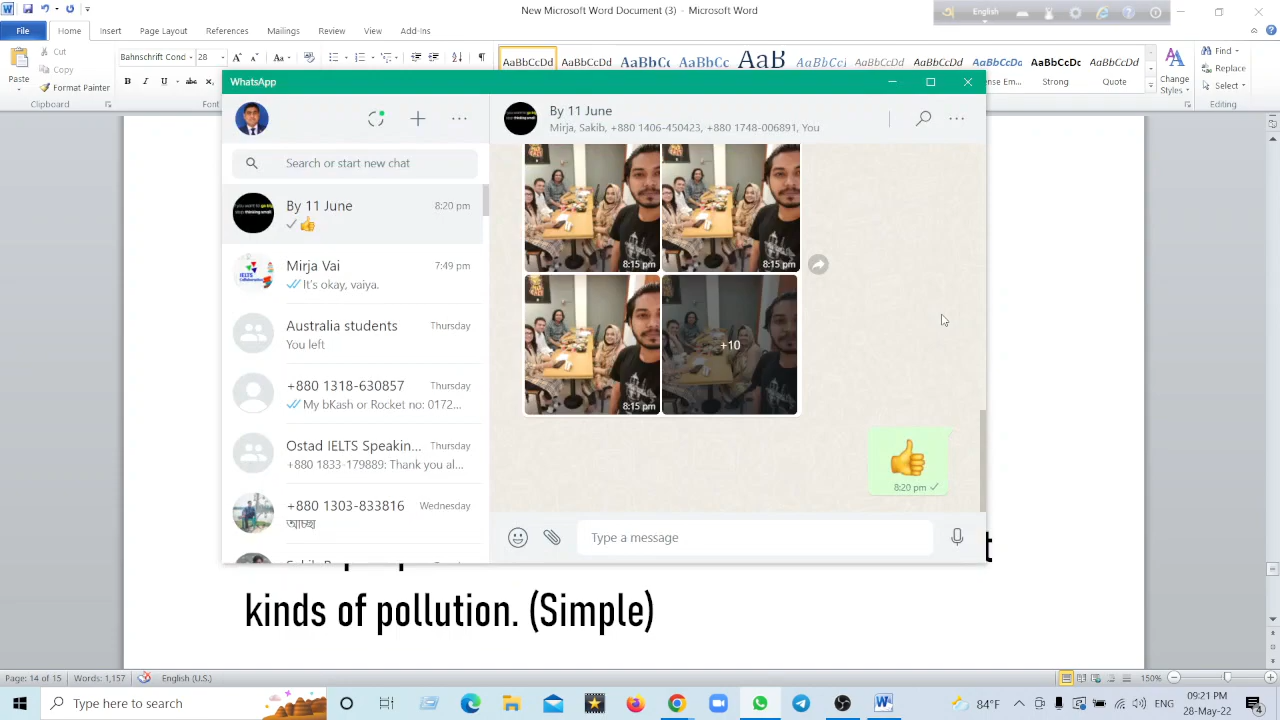 New Microsoft Word Document (3) - Microsoft Word
English
File
Home
Insert
Page Layout
References
Mailings
Review
View
Add-Ins
Paste
Cut
Copy
Format Painter
Clipboard
Bahnschrift Cond
28
B I U abc x
Font
AaBbCcDd AaBbCcDd AaBbCc AaBbCc AaB AaBbCcI AaBbCcDd AaBbCcDd AaBbCcDd AaBbCcDd AaBbCcDd
Strong
Quote
Change
Styles
Find
Replace
Select
Editing
WhatsApp
Search or start new chat
By 11 June
8:20 pm
Mirja Vai
7:49 pm
It's okay, vaiya.
Australia students
Thursday
You left
+880 1318-630857
Thursday
My bKash or Rocket no: 0172...
Ostad IELTS Speakin...
Thursday
+880 1833-179889: Thank you al...
+880 1303-833816
Wednesday
আচ্ছা
By 11 June
Mirja, Sakib, +880 1406-450423, +880 1748-006891, You
8:15 pm
8:15 pm
8:15 pm
+10
8:20 pm
Type a message
kinds of pollution. (Simple)
Page: 14 of 15
Words: 1,157
English (U.S.)
150%
Type here to search
84°F
ENG
09:21 PM
28-May-22
4